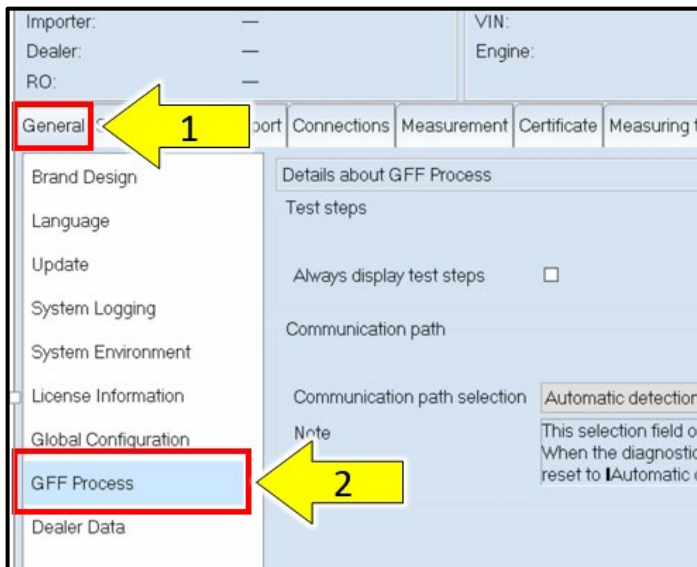 Importer: —
Dealer: —
RO: —
VIN:
Engine:
General
1
Connections
Measurement
Certificate
Measuring
Brand Design
Language
Update
System Logging
System Environment
License Information
Global Configuration
GFF Process
2
Dealer Data
Details about GFF Process
Test steps
Always display test steps
Communication path
Communication path selection Automatic detection
Note
This selection field
When the diagnostic
reset to Automatic